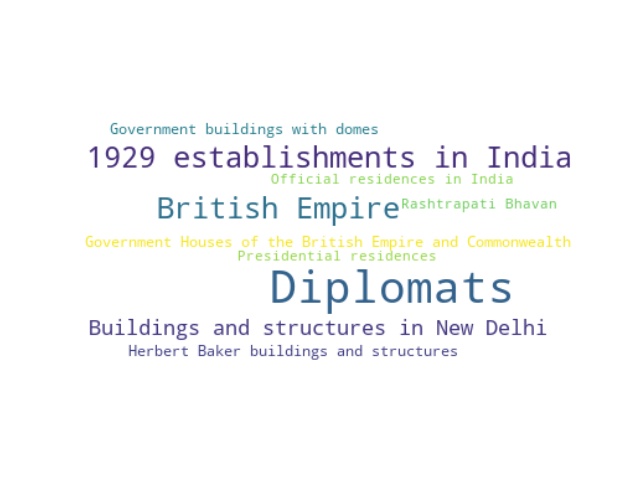 Government buildings with domes
1929 establishments in India
Official residences in India
British Empire
Rashtrapati Bhavan
Government Houses of the British Empire and Commonwealth
Presidential residences
Diplomats
Buildings and structures in New Delhi
Herbert Baker buildings and structures